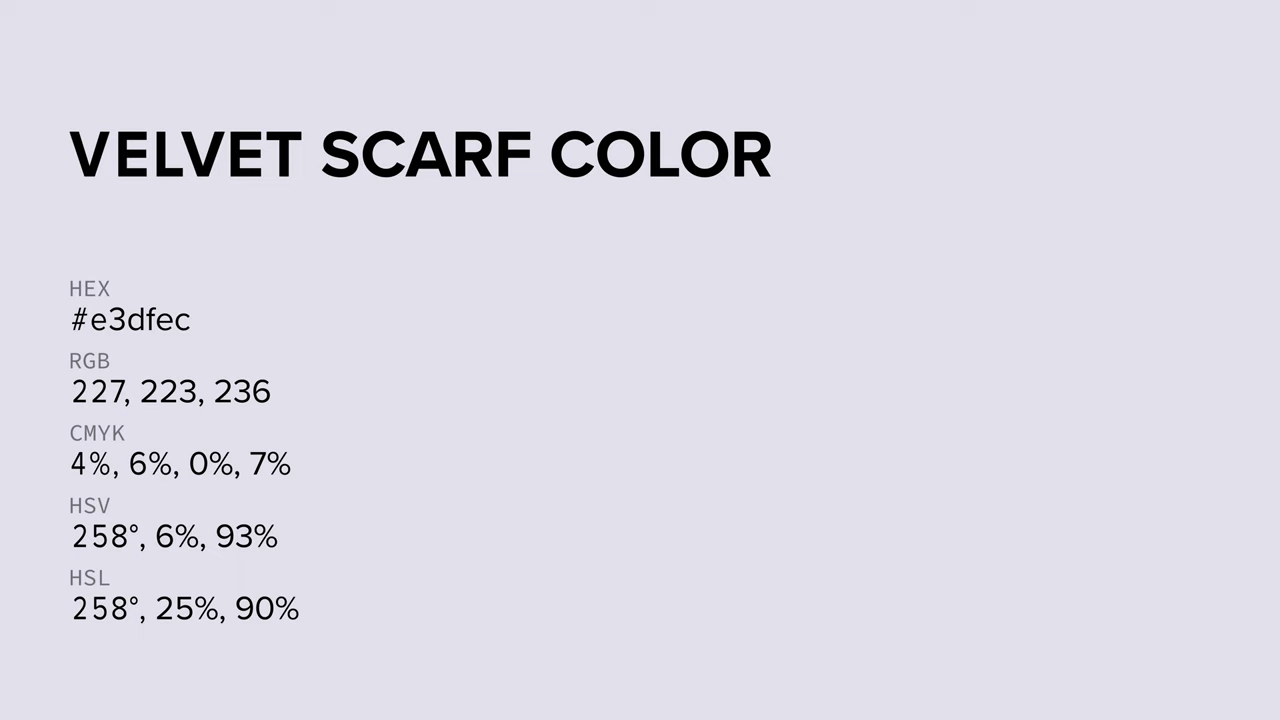 VELVET SCARF COLOR
HEX
#e3dfec
RGB
227, 223, 236
CMYK
4%, 6%, 0%, 7%
HSV
258°, 6%, 93%
HSL
258°, 25%, 90%